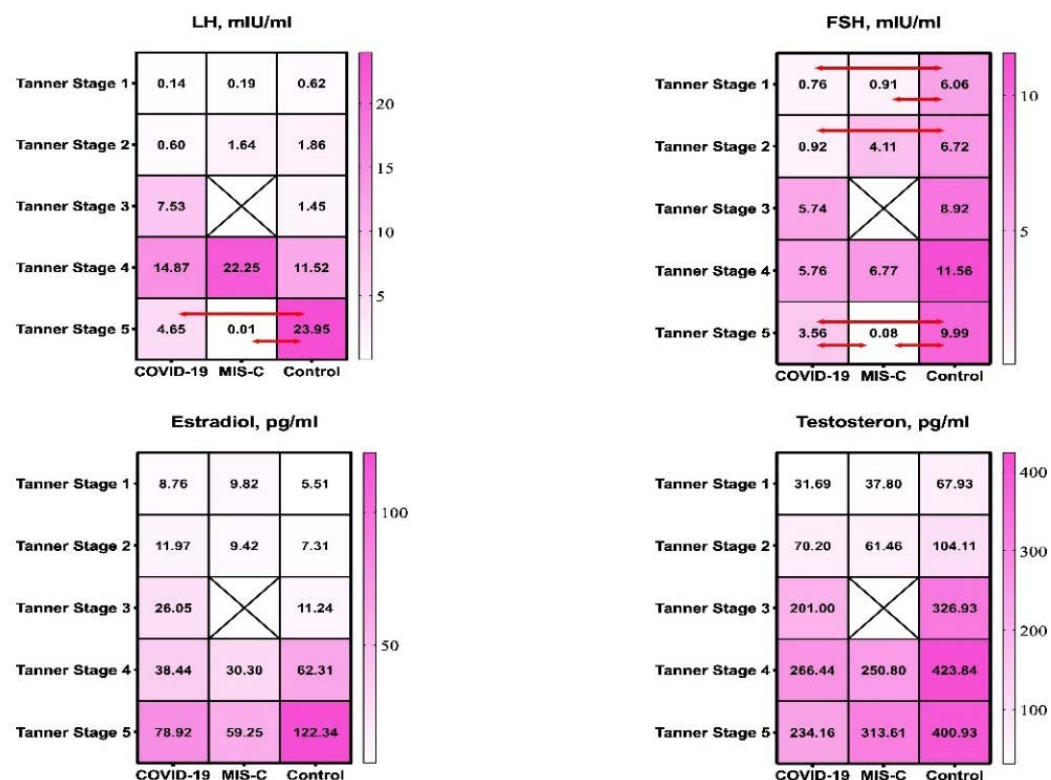 LH, mIU/ml
Tanner Stage 1 0.14 0.19 0.62
Tanner Stage 2 0.60 1.64 1.86
Tanner Stage 3 7.53 1.45
Tanner Stage 4 14.87 22.25 11.52
Tanner Stage 5 4.65 0.01 23.95
COVID-19 MIS-C Control
20
10
5
FSH, mIU/ml
Tanner Stage 1 0.76 0.91 6.06
Tanner Stage 2 0.92 4.11 6.72
Tanner Stage 3 5.74 8.92
Tanner Stage 4 5.76 6.77 11.56
Tanner Stage 5 3.56 0.08 9.99
COVID-19 MIS-C Control
10
5
Estradiol, pg/ml
Tanner Stage 1 8.76 9.82 5.51
Tanner Stage 2 11.97 9.42 7.31
Tanner Stage 3 26.05 11.24
Tanner Stage 4 38.44 30.30 62.31
Tanner Stage 5 78.92 59.25 122.34
COVID-19 MIS-C Control
100
50
Testosteron, pg/ml
Tanner Stage 1 31.69 37.80 67.93
Tanner Stage 2 70.20 61.46 104.11
Tanner Stage 3 201.00 326.93
Tanner Stage 4 266.44 250.80 423.84
Tanner Stage 5 234.16 313.61 400.93
COVID-19 MIS-C Control
400
300
200
100